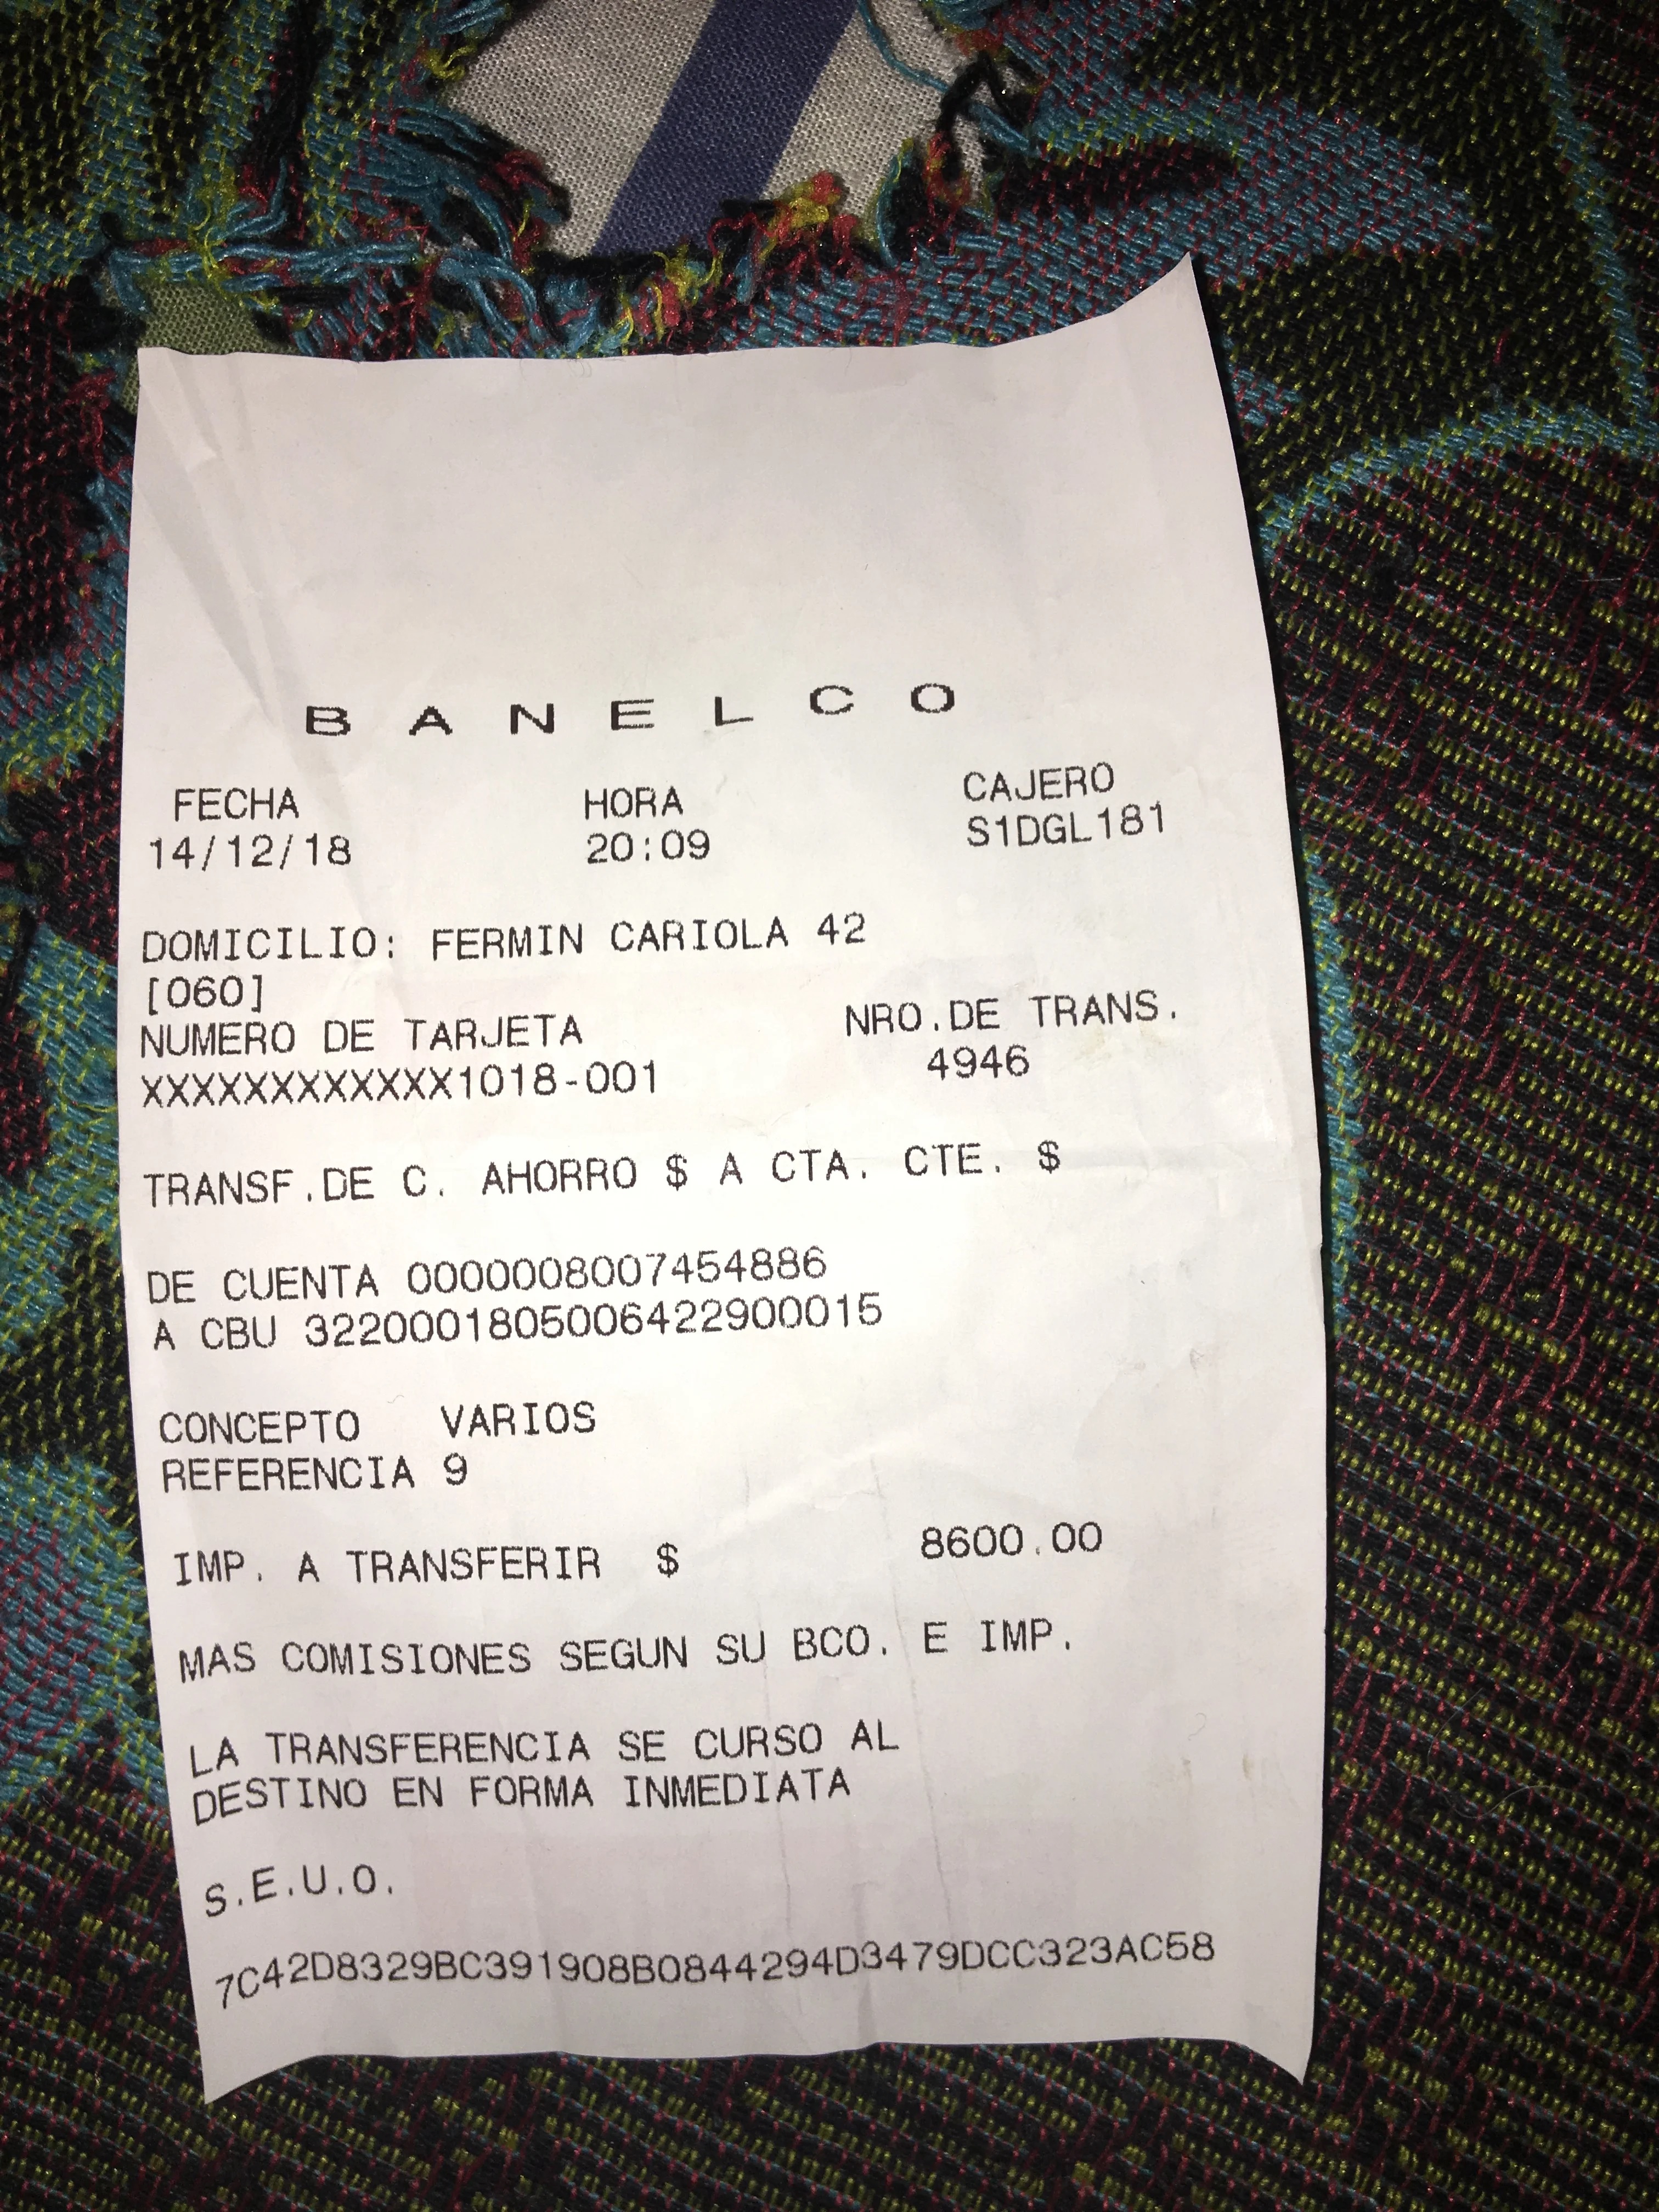 B A N E L C O
FECHA HORA CAJERO
14/12/18 20:09 S1DGL181
DOMICILIO: FERMIN CARIOLA 42
[060]
NUMERO DE TARJETA NRO.DE TRANS.
XXXXXXXXXXXX1018-001 4946
TRANSF.DE C. AHORRO $ A CTA. CTE. $
DE CUENTA 0000008007454886
A CBU 3220001805006422900015
CONCEPTO VARIOS
REFERENCIA 9
IMP. A TRANSFERIR $ 8600.00
MAS COMISIONES SEGUN SU BCO. E IMP.
LA TRANSFERENCIA SE CURSO AL
DESTINO EN FORMA INMEDIATA
S.E.U.O.
7C42D8329BC391908B0844294D3479DCC323AC58